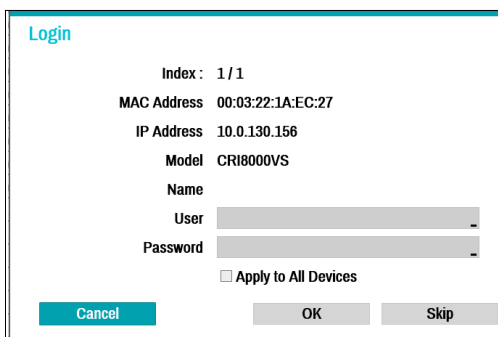 Login
Index : 1 / 1
MAC Address 00:03:22:1A:EC:27
IP Address 10.0.130.156
Model CRI8000VS
Name
User
Password
Apply to All Devices
Cancel OK Skip